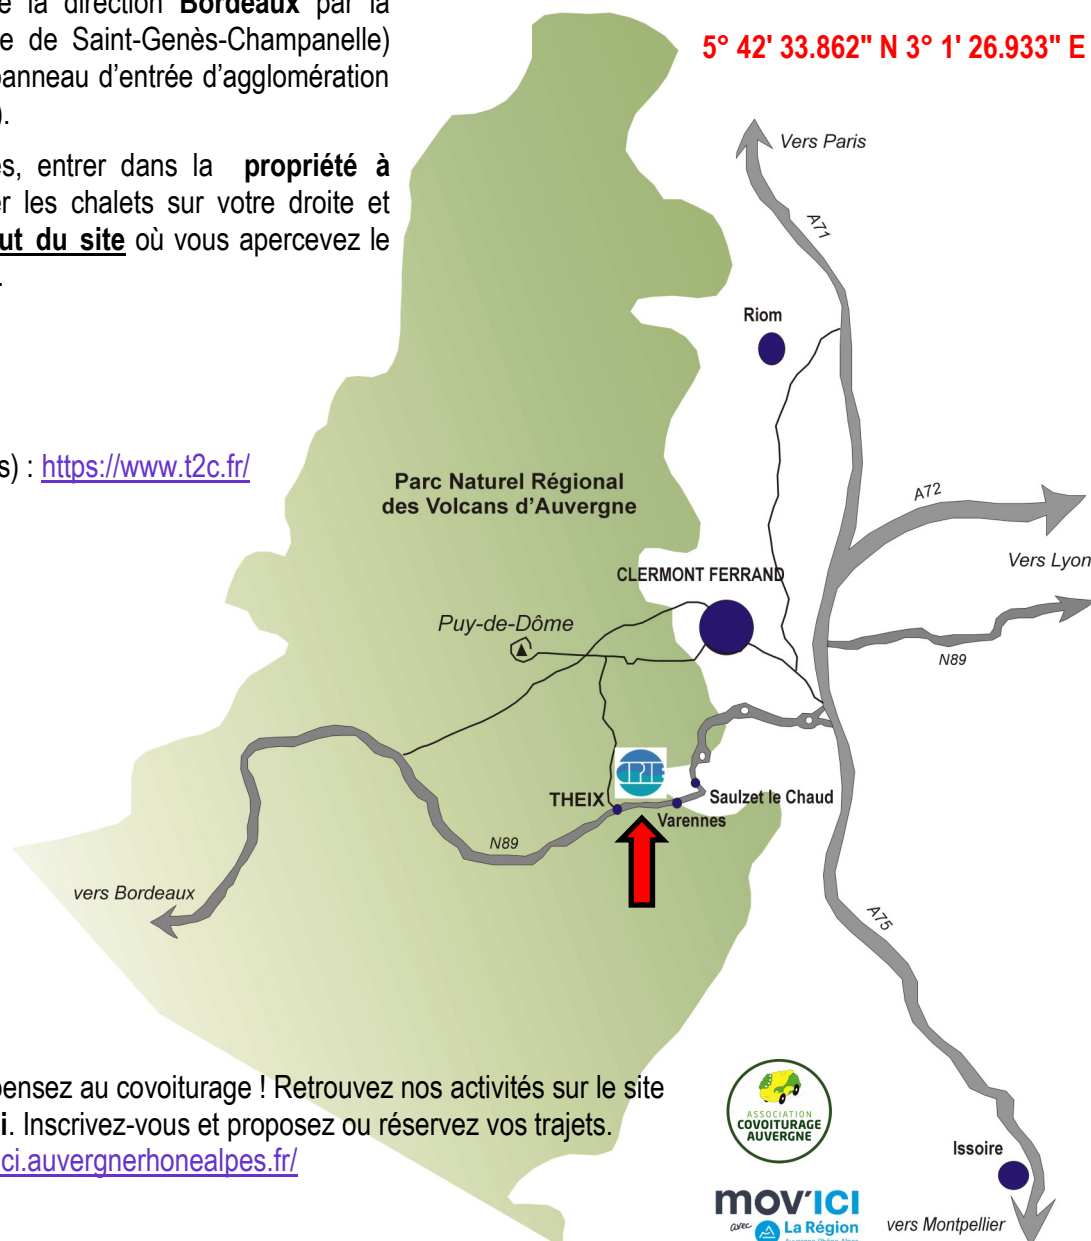 e la direction Bordeaux par la
e de Saint-Genès-Champanelle)
panneau d’entrée d’agglomération
).
es, entrer dans la propriété à
er les chalets sur votre droite et
ut du site où vous apercevez le
.
s) : https://www.t2c.fr/
5° 42' 33.862" N 3° 1' 26.933" E
Vers Paris
A71
Riom
Parc Naturel Régional
des Volcans d’Auvergne
A72
Vers Lyon
CLERMONT FERRAND
Puy-de-Dôme
N89
CPIE
THEIX
Saulzet le Chaud
Varennes
N89
vers Bordeaux
A75
pensez au covoiturage ! Retrouvez nos activités sur le site
i. Inscrivez-vous et proposez ou réservez vos trajets.
ici.auvergnerhonealpes.fr/
ASSOCIATION
COVOITURAGE
AUVERGNE
Issoire
mov'ici
avec La Région
Auvergne-Rhône-Alpes
vers Montpellier